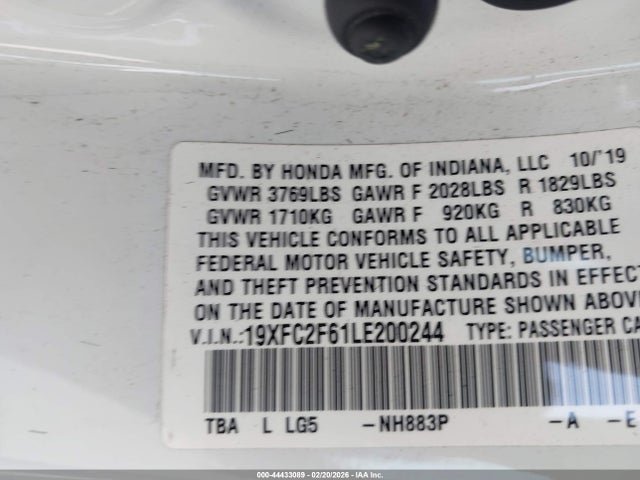 MFD. BY HONDA MFG. OF INDIANA, LLC 10/'19
GVWR 3769LBS GAWR F 2028LBS R 1829LBS
GVWR 1710KG GAWR F 920KG R 830KG
THIS VEHICLE CONFORMS TO ALL APPLICABLE
FEDERAL MOTOR VEHICLE SAFETY, BUMPER,
AND THEFT PREVENTION STANDARDS IN EFFECT
ON THE DATE OF MANUFACTURE SHOWN ABOVE
V.I.N.:19XFC2F61LE200244 TYPE: PASSENGER CA
TBA L LG5 -NH883P -A -E
000-44433089 - 02/20/2026 - IAA Inc.